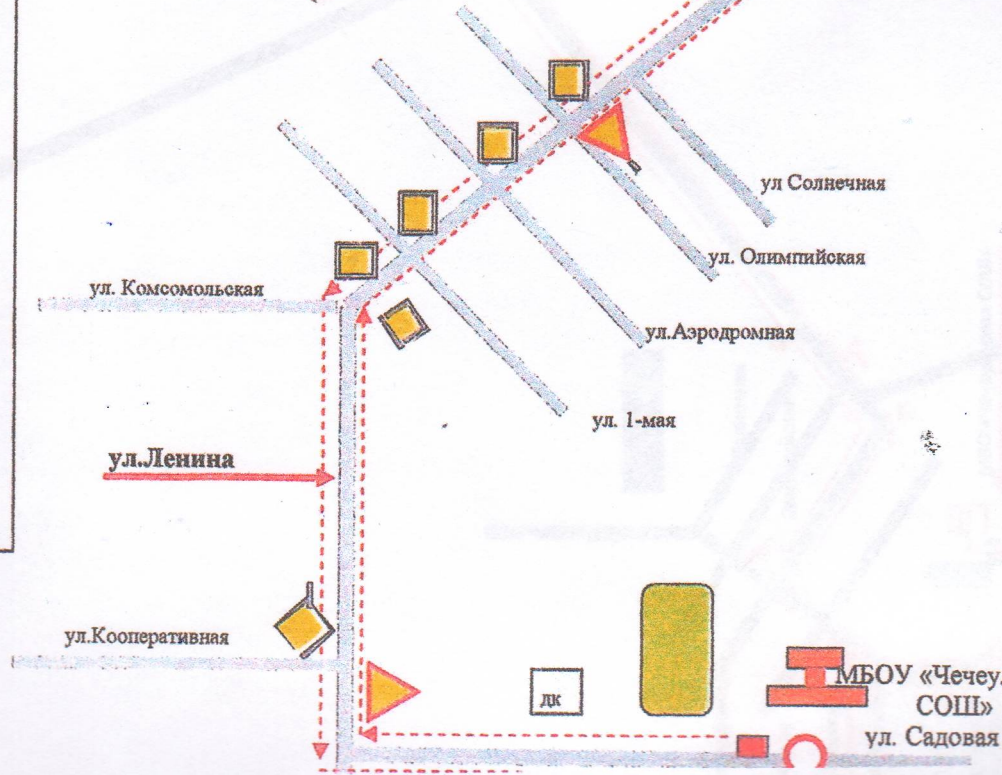 ул Солнечная
ул. Олимпийская
ул. Комсомольская
ул.Аэродромная
ул. 1-мая
ул.Ленина
ул.Кооперативная
дк
МБОУ «Чечеу.
СОШ»
ул. Садовая